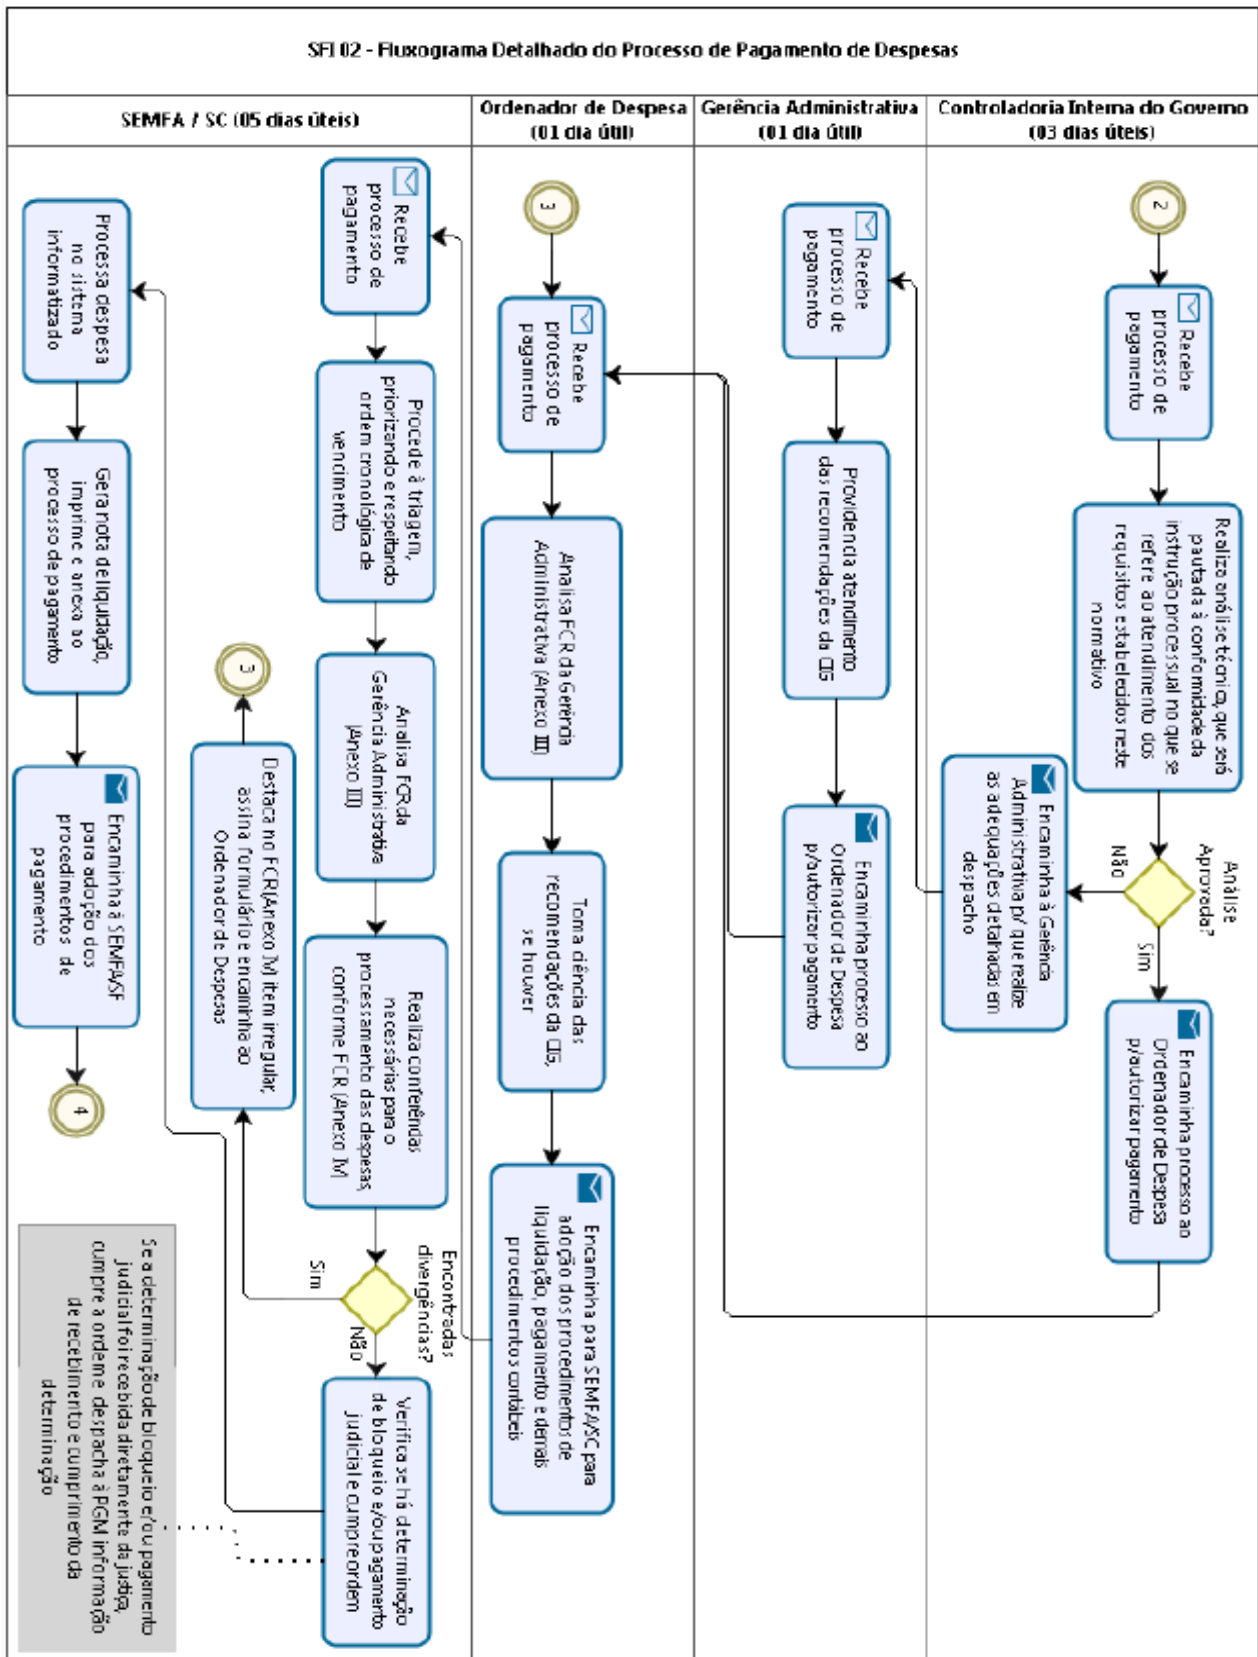 SFI 02 - Fluxograma Detalhado do Processo de Pagamento de Despesas
Controladoria Interna do Governo
(03 dias úteis)
2
Recebe
processo de
pagamento
Realiza análise técnica, que será
pautada à conformidade da
instrução processual no que se
refere ao atendimento dos
requisitos estabelecidos neste
normativo
Análise
Aprovada?
Não
Sim
Encaminha à Gerência
Administrativa p/ que realize
as adequações detalhadas em
despacho
Encaminha processo ao
Ordenador de Despesa
p/autorizar pagamento
Gerência Administrativa
(01 dia útil)
Recebe
processo de
pagamento
Providencia atendimento
das recomendações da CIG
Encaminha processo ao
Ordenador de Despesa
p/autorizar pagamento
Ordenador de Despesa
(01 dia útil)
3
Recebe
processo de
pagamento
Analisa FCR da Gerência
Administrativa (Anexo III)
Toma ciência das
recomendações da CIG,
se houver
Encaminha para SEMFA/SC para
adoção dos procedimentos de
liquidação, pagamento e demais
procedimentos contábeis
SEMFA / SC (05 dias úteis)
Recebe
processo de
pagamento
Procede à triagem,
priorizando e respeitando
ordem cronológica de
vencimento
Analisa FCR da
Gerência Administrativa
(Anexo III)
Realiza conferências
necessárias para o
processamento das despesas,
conforme FCR (Anexo IV)
Encontradas
divergências?
Sim
Não
Verifica se há determinação
de bloqueio e/ou pagamento
judicial e cumpre ordem
3
Destaca no FCR(Anexo IV) item irregular,
assina formulário e encaminha ao
Ordenador de Despesas
Processa despesa
no sistema
informatizado
Gera nota de liquidação,
imprime e anexa ao
processo de pagamento
Encaminha à SEMFA/SF
para adoção dos
procedimentos de
pagamento
4
Se a determinação de bloqueio e/ou pagamento
judicial foi recebida diretamente da justiça,
cumpre a ordem e despacha à PGM informação
de recebimento e cumprimento da
determinação